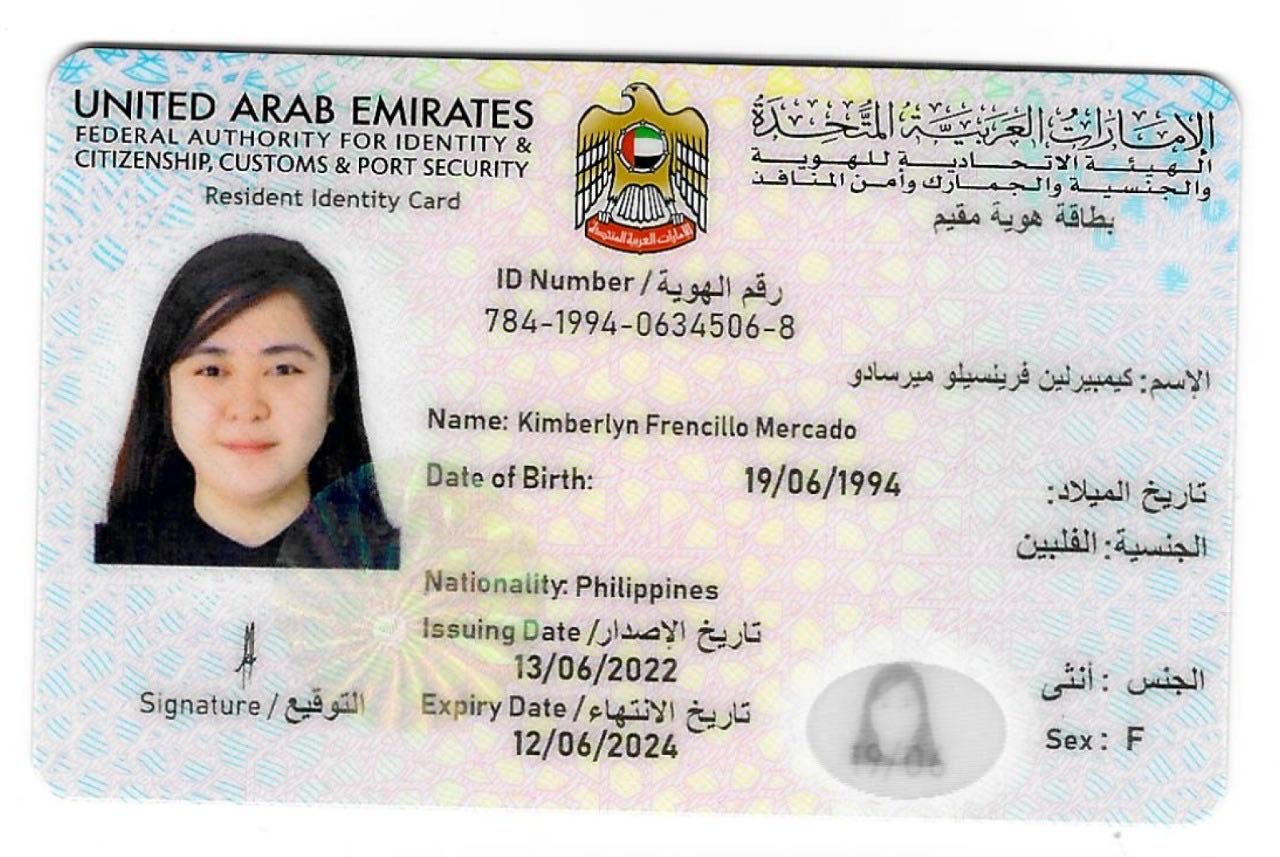 UNITED ARAB EMIRATES
FEDERAL AUTHORITY FOR IDENTITY &
CITIZENSHIP, CUSTOMS & PORT SECURITY
Resident Identity Card
الإمارات العربية المتحدة
الهيئة الاتحادية للهوية
والجنسية والجمارك وأمن المنافذ
بطاقة هوية مقيم
الإمارات العربية المتحدة
ID Number / رقم الهوية
784-1994-0634506-8
الإسم: كيمبيرلين فرينسيلو ميرسادو
Name: Kimberlyn Frencillo Mercado
Date of Birth: 19/06/1994 تاريخ الميلاد:
الجنسية: الفلبين
Nationality: Philippines
Issuing Date / تاريخ الإصدار
13/06/2022
Expiry Date / تاريخ الانتهاء
12/06/2024
Signature / التوقيع
الجنس : أنثى
Sex: F
19/06